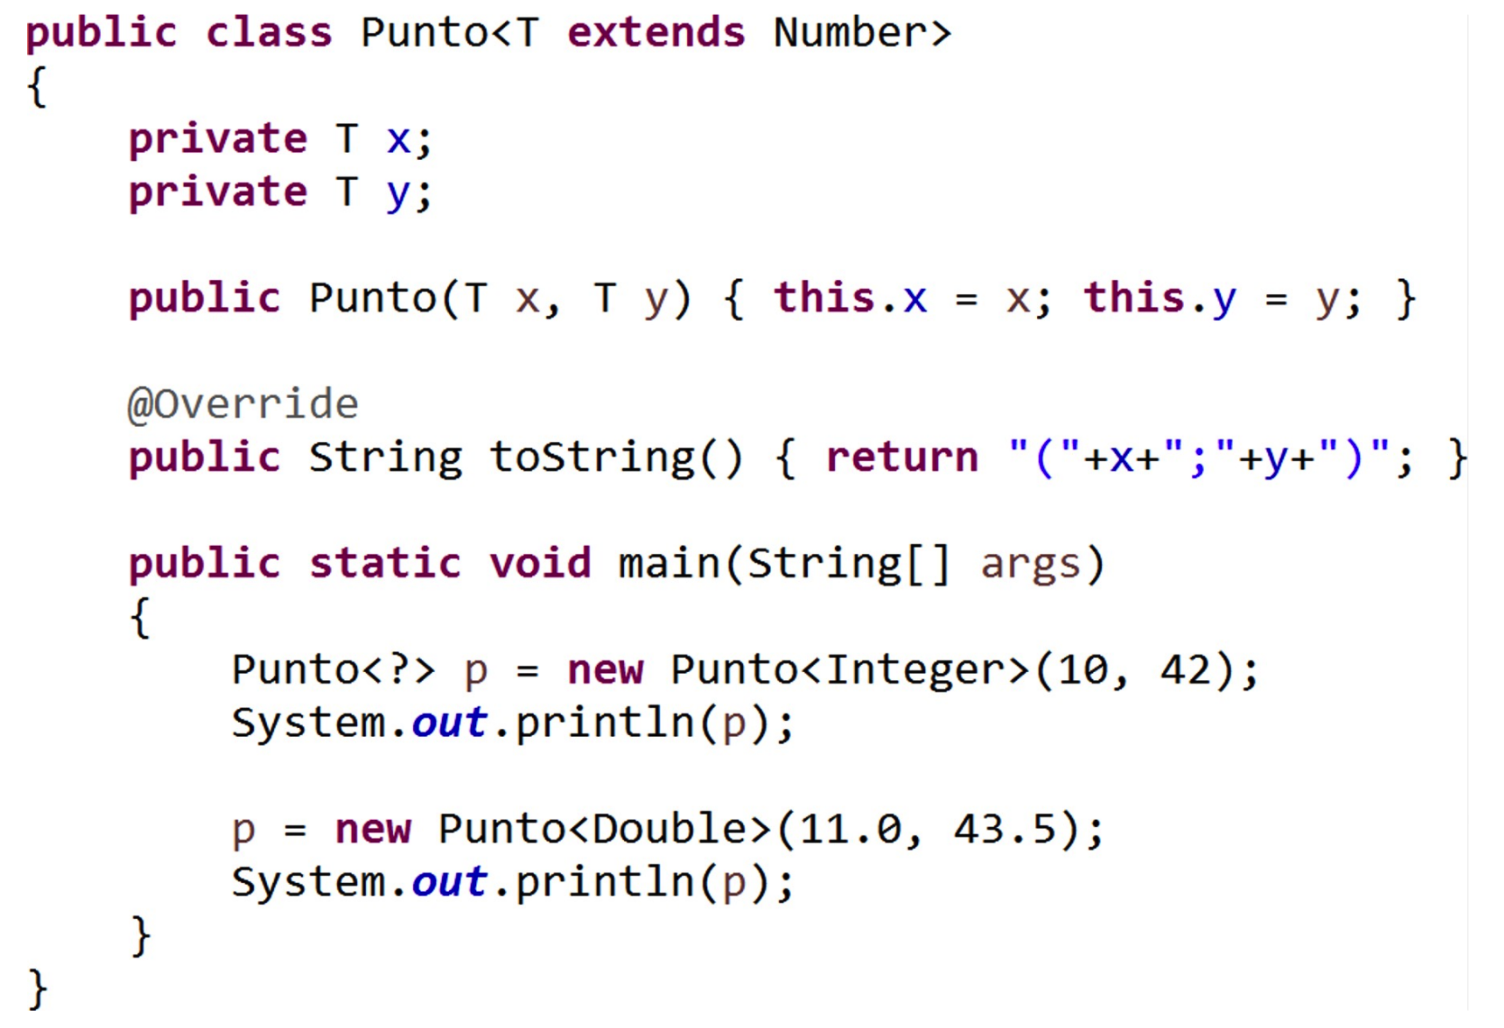 public class Punto<T extends Number>
{
    private T x;
    private T y;

    public Punto(T x, T y) { this.x = x; this.y = y; }

    @Override
    public String toString() { return "("+x+";"+y+")"; }

    public static void main(String[] args)
    {
        Punto<?> p = new Punto<Integer>(10, 42);
        System.out.println(p);

        p = new Punto<Double>(11.0, 43.5);
        System.out.println(p);
    }
}